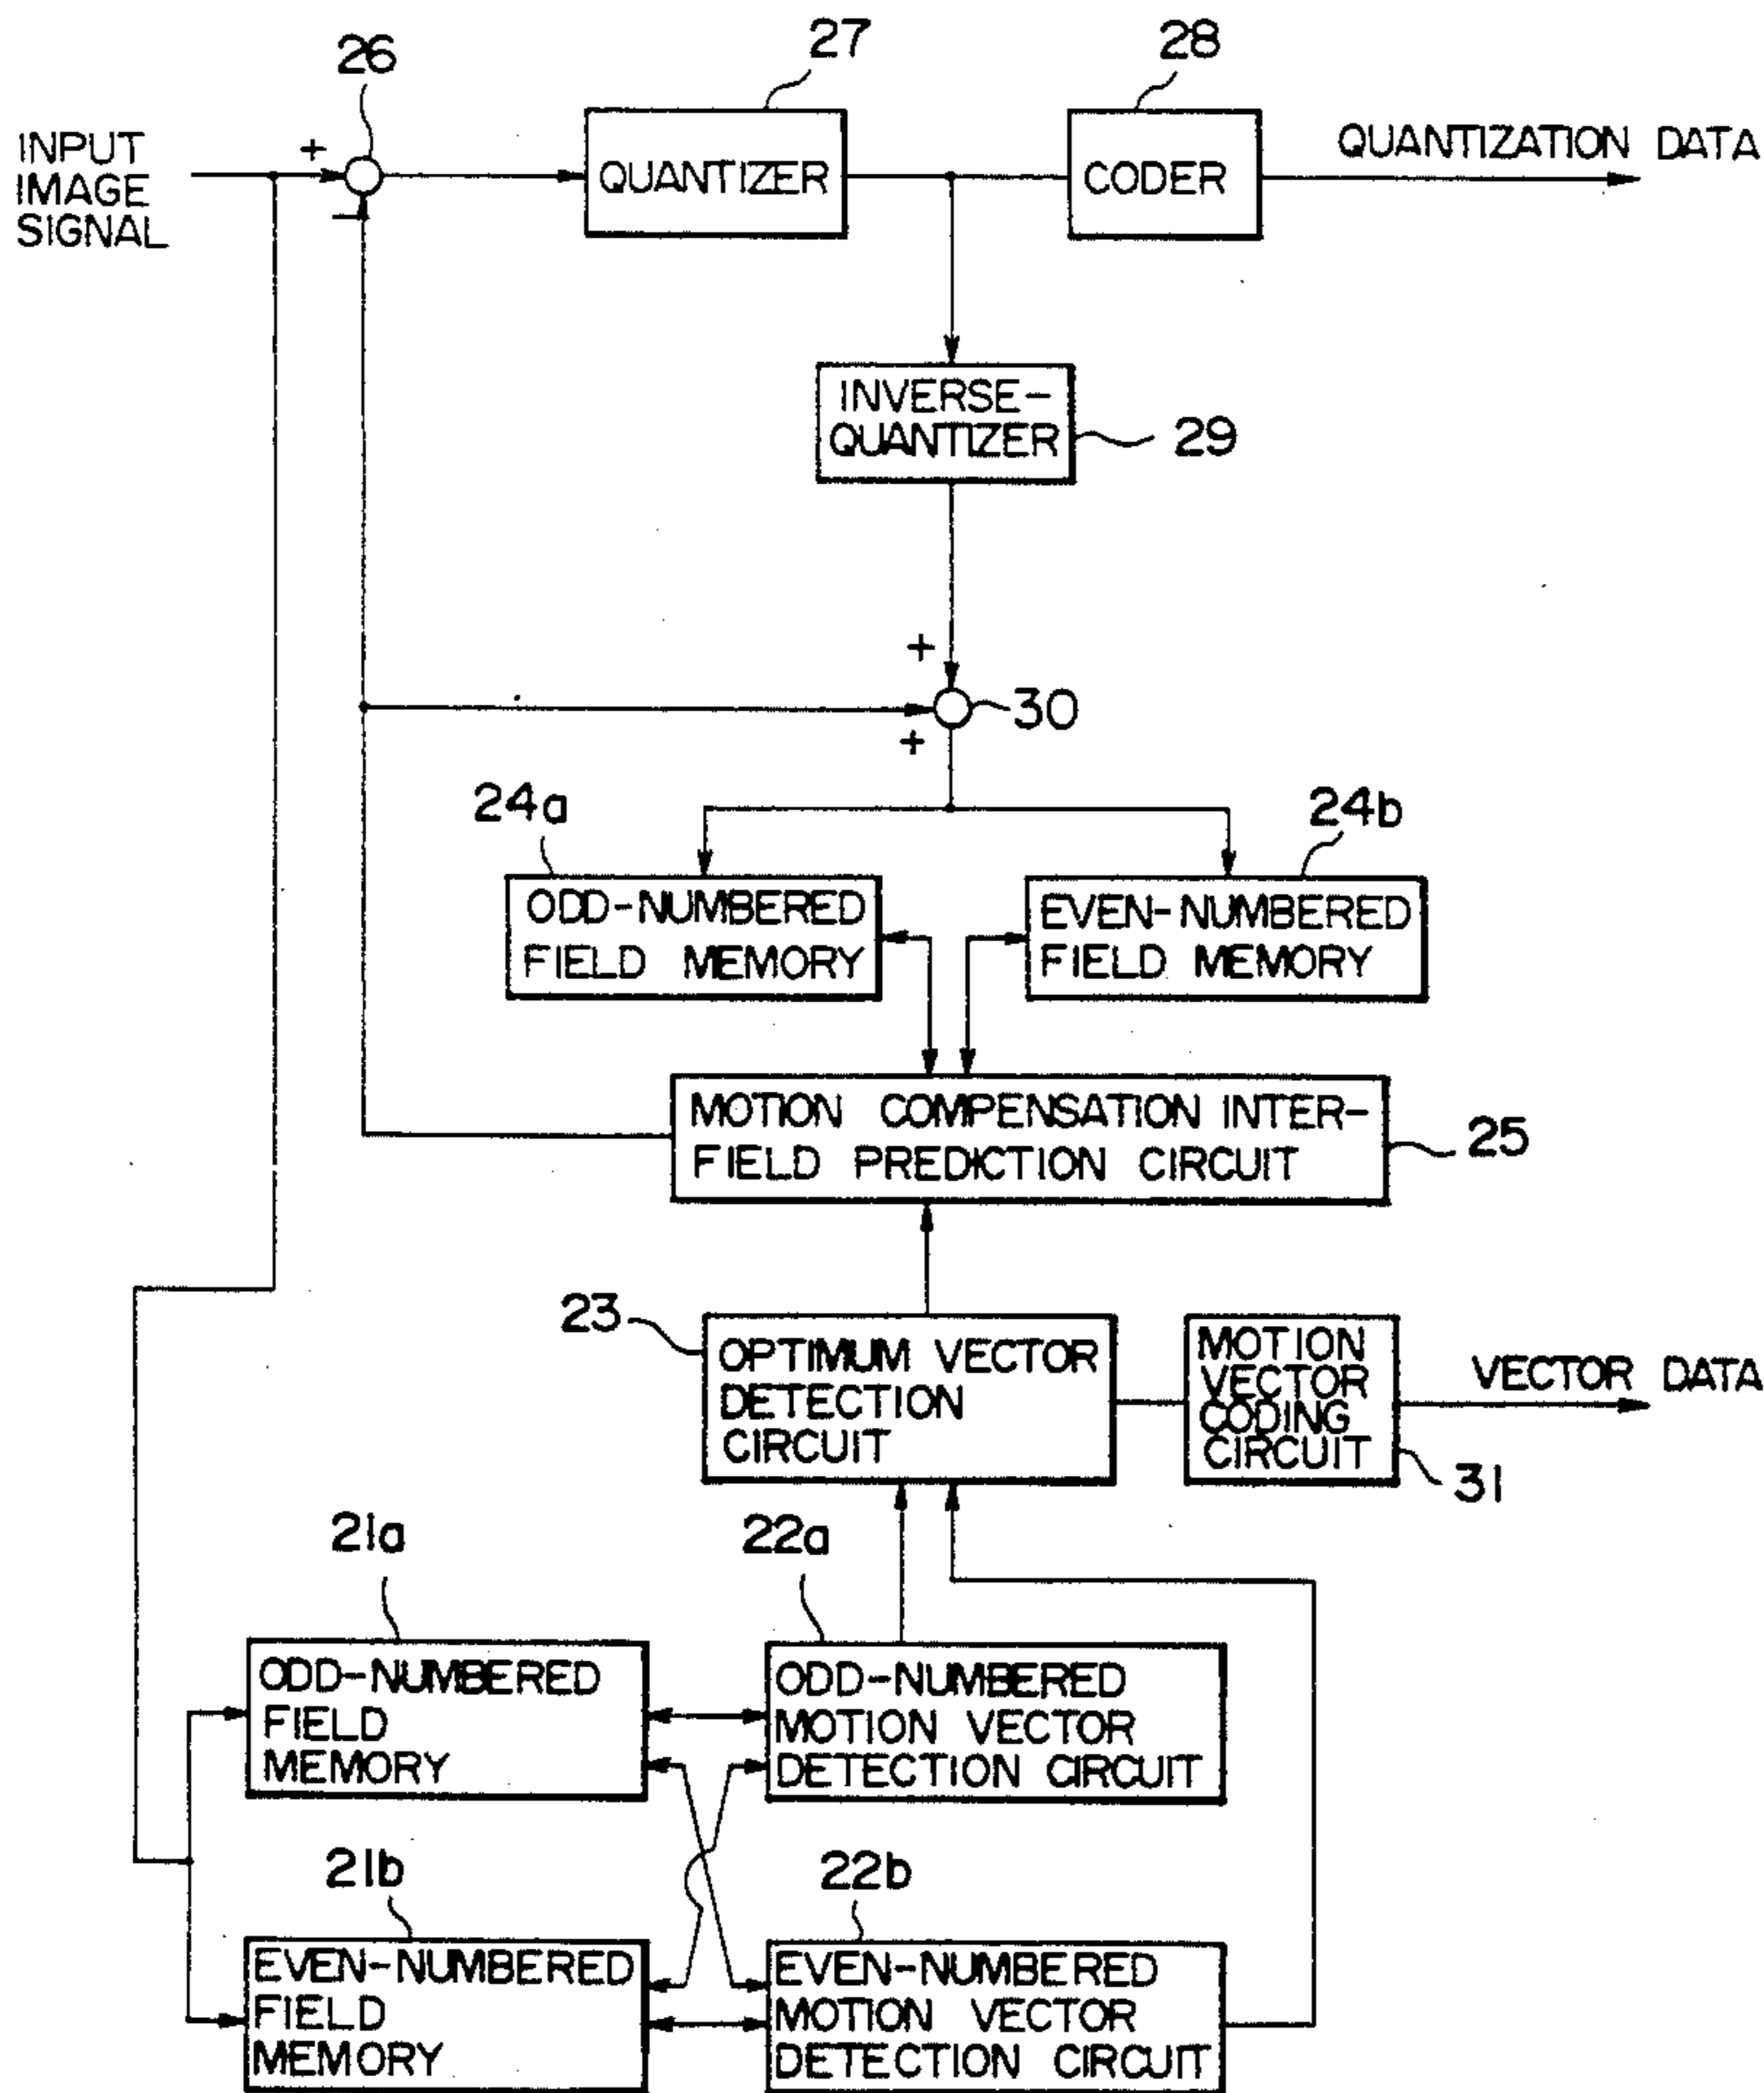 26
27
28
INPUT
IMAGE
SIGNAL
+
−
QUANTIZER
CODER
QUANTIZATION DATA
INVERSE-
QUANTIZER
29
+
30
+
24a
24b
ODD-NUMBERED
FIELD MEMORY
EVEN-NUMBERED
FIELD MEMORY
MOTION COMPENSATION INTER-
FIELD PREDICTION CIRCUIT
25
23
OPTIMUM VECTOR
DETECTION
CIRCUIT
MOTION
VECTOR
CODING
CIRCUIT
VECTOR DATA
31
21a
22a
ODD-NUMBERED
FIELD
MEMORY
ODD-NUMBERED
MOTION VECTOR
DETECTION CIRCUIT
21b
22b
EVEN-NUMBERED
FIELD
MEMORY
EVEN-NUMBERED
MOTION VECTOR
DETECTION CIRCUIT